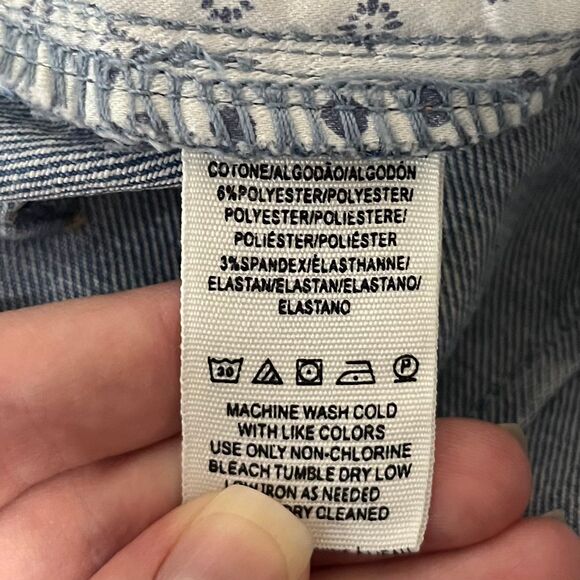 COTONE/ALGODÃO/ALGODÓN
6%POLYESTER/POLYESTER/
POLYESTER/POLIESTERE/
POLIÉSTER/POLIÉSTER
3%SPANDEX/ÉLASTHANNE/
ELASTAN/ELASTAN/ELASTANO/
ELASTANO
30 P
MACHINE WASH COLD
WITH LIKE COLORS
USE ONLY NON-CHLORINE
BLEACH TUMBLE DRY LOW
IRON AS NEEDED
DRY CLEANED